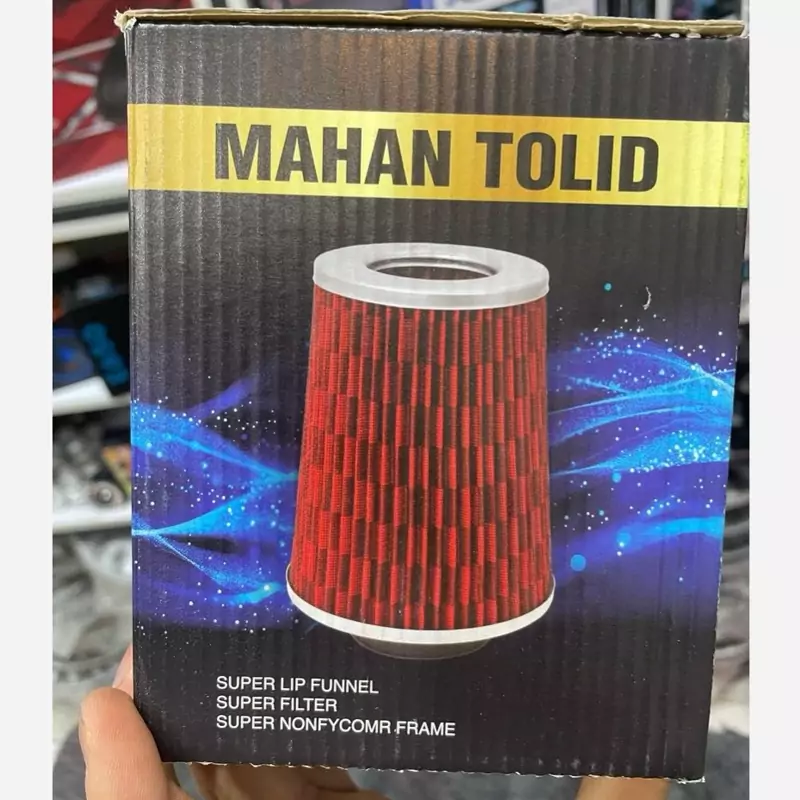 MAHAN TOLID
SUPER LIP FUNNEL
SUPER FILTER
SUPER NONFYCOMR FRAME